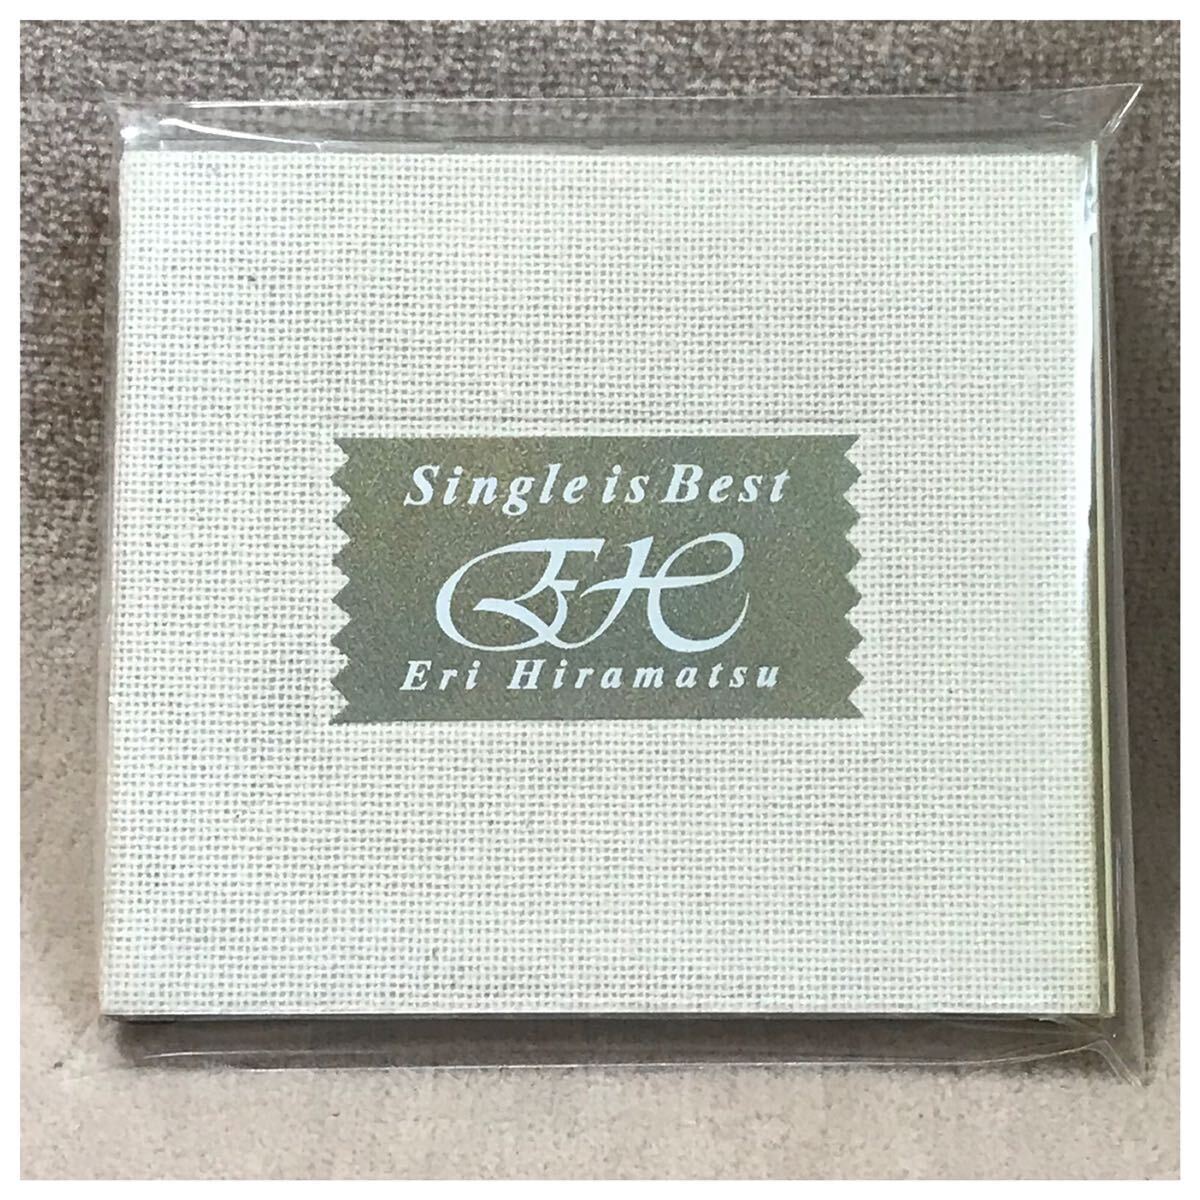 Single is Best
EH
Eri Hiramatsu